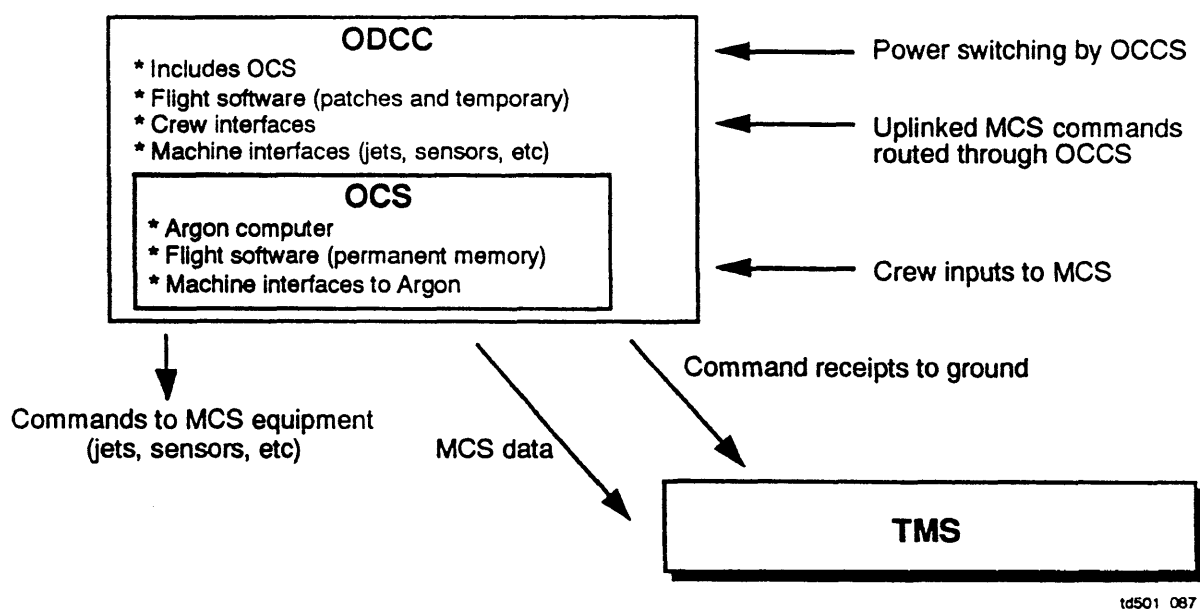 ODCC
* Includes OCS
* Flight software (patches and temporary)
* Crew interfaces
* Machine interfaces (jets, sensors, etc)
OCS
* Argon computer
* Flight software (permanent memory)
* Machine interfaces to Argon
Power switching by OCCS
Uplinked MCS commands
routed through OCCS
Crew inputs to MCS
Commands to MCS equipment
(jets, sensors, etc)
MCS data
Command receipts to ground
TMS
td501_087